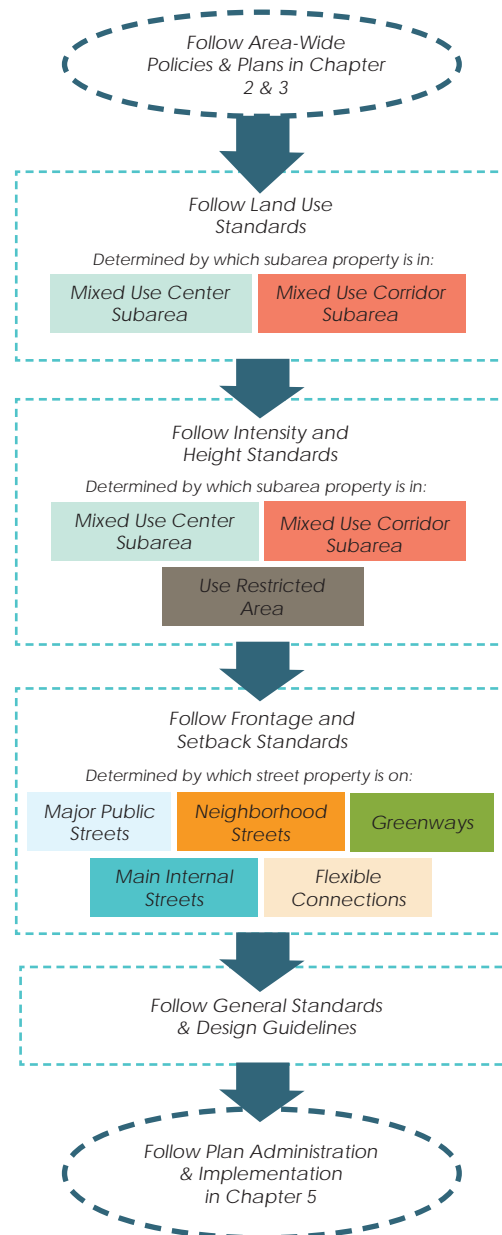 Follow Area-Wide
Policies & Plans in Chapter
2 & 3
Follow Land Use
Standards
Determined by which subarea property is in:
Mixed Use Center
Subarea
Mixed Use Corridor
Subarea
Follow Intensity and
Height Standards
Determined by which subarea property is in:
Mixed Use Center
Subarea
Mixed Use Corridor
Subarea
Use Restricted
Area
Follow Frontage and
Setback Standards
Determined by which street property is on:
Major Public
Streets
Neighborhood
Streets
Greenways
Main Internal
Streets
Flexible
Connections
Follow General Standards
& Design Guidelines
Follow Plan Administration
& Implementation
in Chapter 5